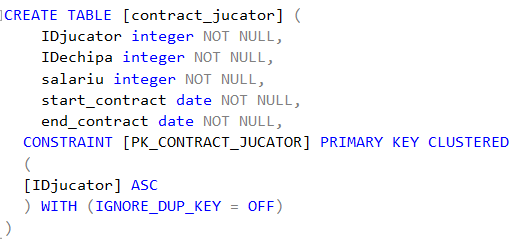 CREATE TABLE [contract_jucator] (
IDjucator integer NOT NULL,
IDechipa integer NOT NULL,
salariu integer NOT NULL,
start_contract date NOT NULL,
end_contract date NOT NULL,
CONSTRAINT [PK_CONTRACT_JUCATOR] PRIMARY KEY CLUSTERED
(
[IDjucator] ASC
) WITH (IGNORE_DUP_KEY = OFF)
)